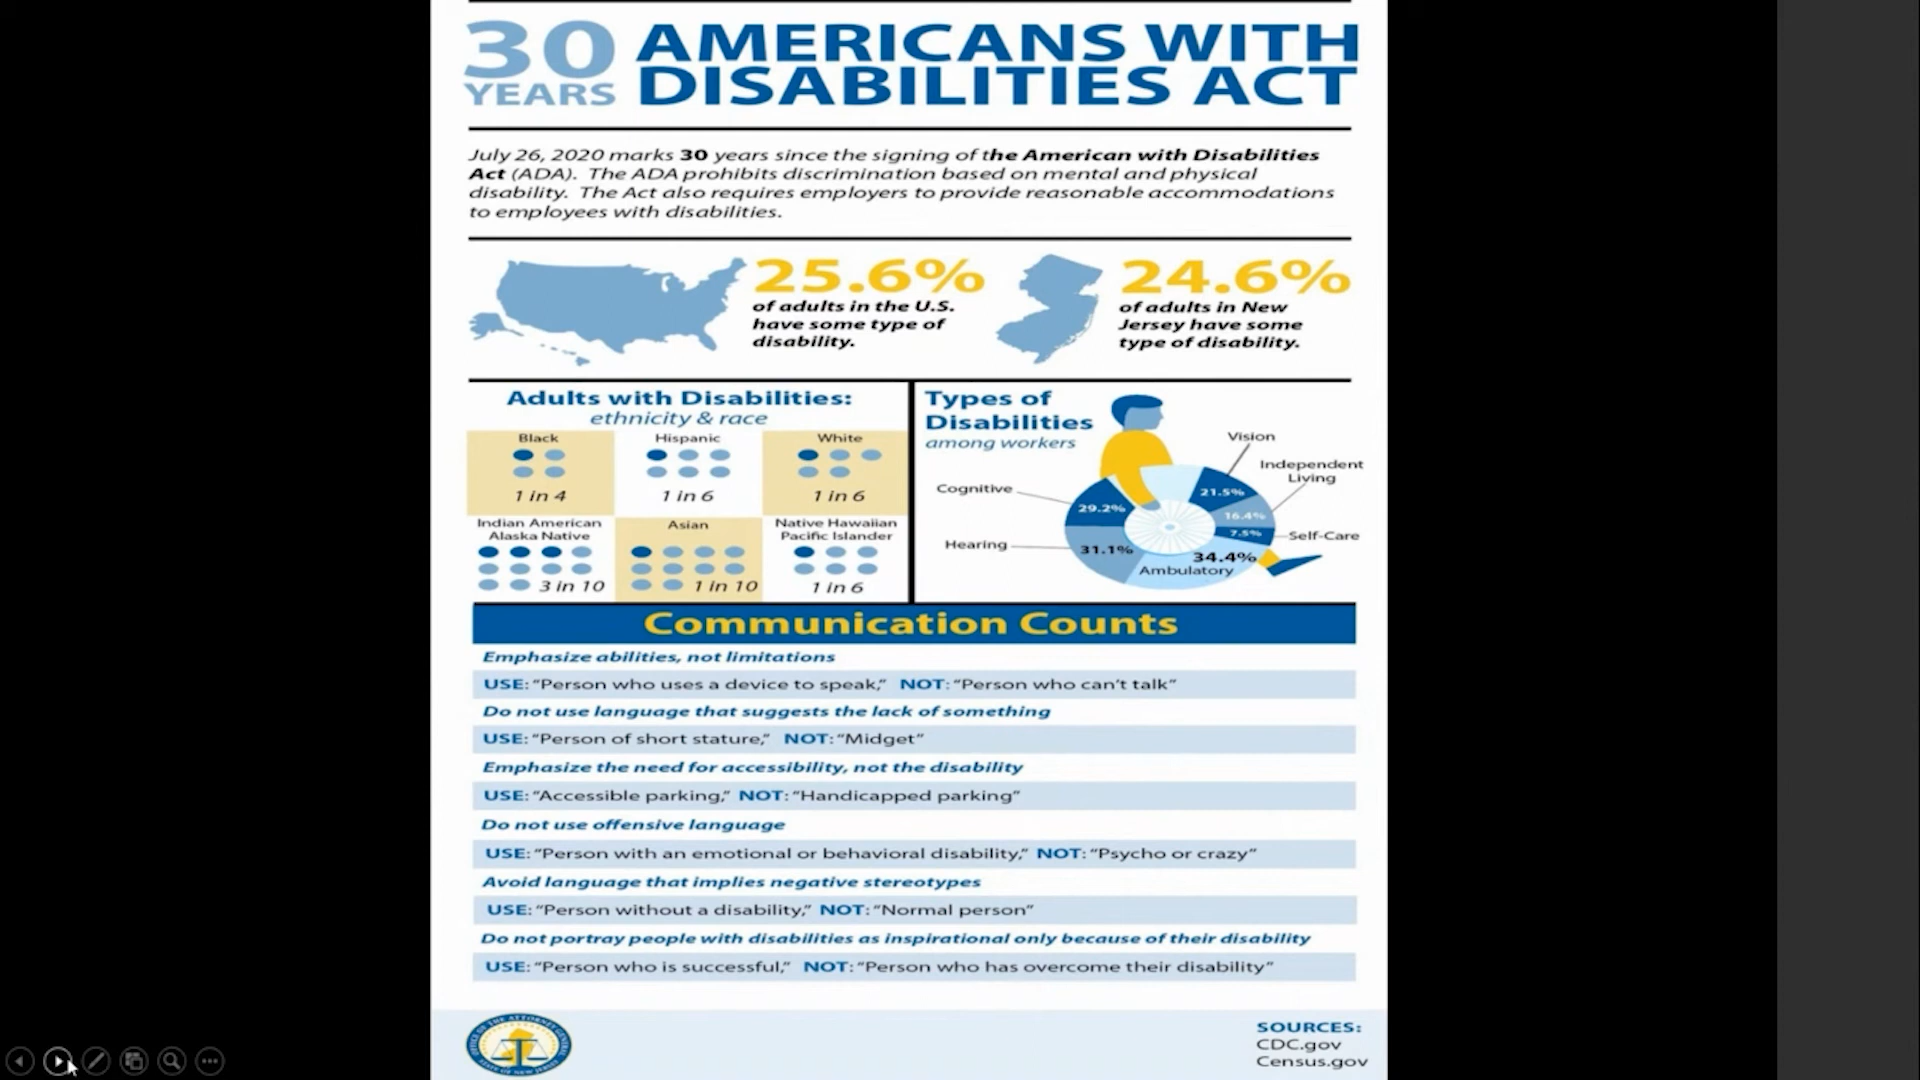 30
YEARS
AMERICANS WITH
DISABILITIES ACT
July 26, 2020 marks 30 years since the signing of the American with Disabilities
Act (ADA). The ADA prohibits discrimination based on mental and physical
disability. The Act also requires employers to provide reasonable accommodations
to employees with disabilities.
25.6%
of adults in the U.S.
have some type of
disability.
24.6%
of adults in New
Jersey have some
type of disability.
Adults with Disabilities:
ethnicity & race
Black
1 in 4
Hispanic
1 in 6
White
1 in 6
Indian American
Alaska Native
3 in 10
Asian
1 in 10
Native Hawaiian
Pacific Islander
1 in 6
Types of
Disabilities
among workers
Vision
21.5%
Independent
Living
16.4%
Self-Care
7.5%
34.4%
Ambulatory
Hearing
31.1%
Cognitive
29.2%
Communication Counts
Emphasize abilities, not limitations
USE: “Person who uses a device to speak,” NOT: “Person who can’t talk”
Do not use language that suggests the lack of something
USE: “Person of short stature,” NOT: “Midget”
Emphasize the need for accessibility, not the disability
USE: “Accessible parking,” NOT: “Handicapped parking”
Do not use offensive language
USE: “Person with an emotional or behavioral disability,” NOT: “Psycho or crazy”
Avoid language that implies negative stereotypes
USE: “Person without a disability,” NOT: “Normal person”
Do not portray people with disabilities as inspirational only because of their disability
USE: “Person who is successful,” NOT: “Person who has overcome their disability”
OFFICE OF THE ATTORNEY GENERAL
STATE OF NEW JERSEY
SOURCES:
CDC.gov
Census.gov